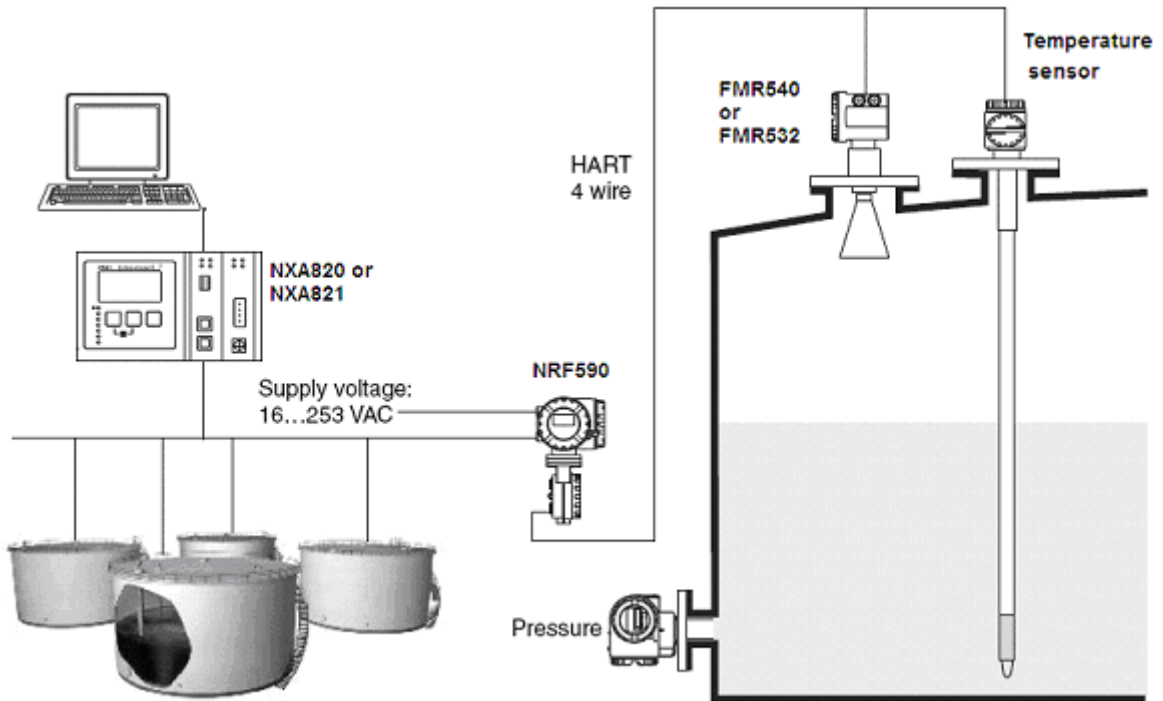 Temperature
sensor
FMR540
or
FMR532
HART
4 wire
NXA820 or
NXA821
NRF590
Supply voltage:
16...253 VAC
Pressure